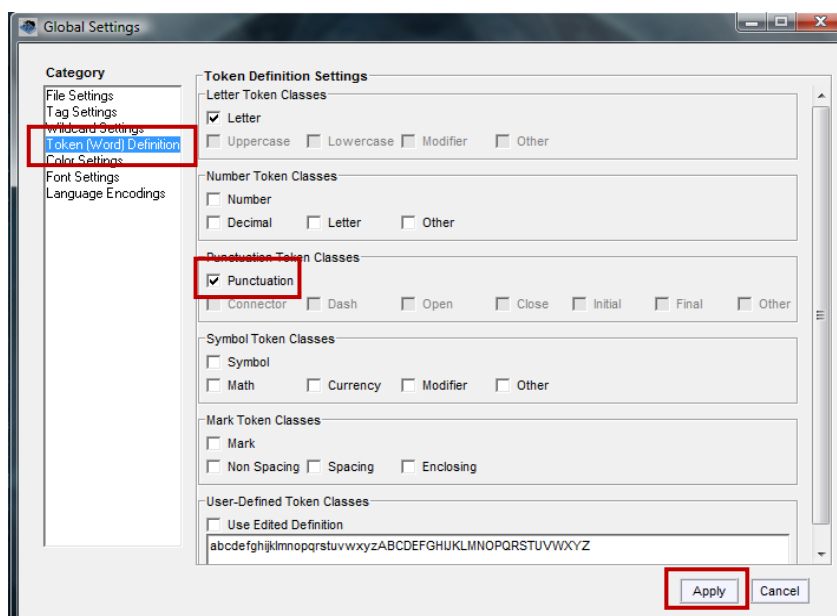 Global Settings
Category
File Settings
Tag Settings
Wildcard Settings
Token (Word) Definition
Color Settings
Font Settings
Language Encodings
Token Definition Settings
Letter Token Classes
Letter
Uppercase Lowercase Modifier Other
Number Token Classes
Number
Decimal Letter Other
Punctuation Token Classes
Punctuation
Connector Dash Open Close Initial Final Other
Symbol Token Classes
Symbol
Math Currency Modifier Other
Mark Token Classes
Mark
Non Spacing Spacing Enclosing
User-Defined Token Classes
Use Edited Definition
abcdefghijklmnopqrstuvwxyzABCDEFGHIJKLMNOPQRSTUVWXYZ
Apply Cancel